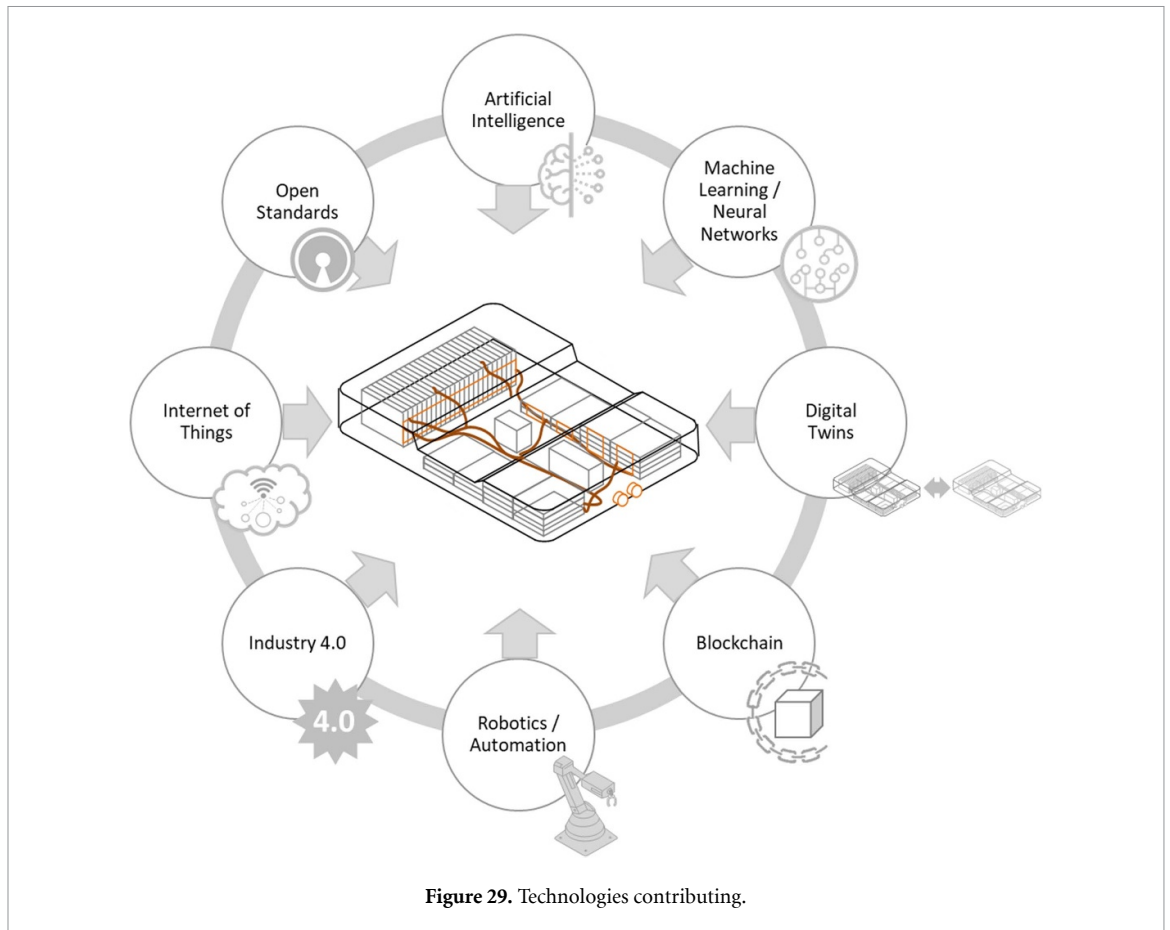 Artificial
Intelligence
Machine
Learning /
Neural
Networks
Open
Standards
Internet of
Things
Digital
Twins
Industry 4.0
4.0
Blockchain
Robotics /
Automation
Figure 29. Technologies contributing.